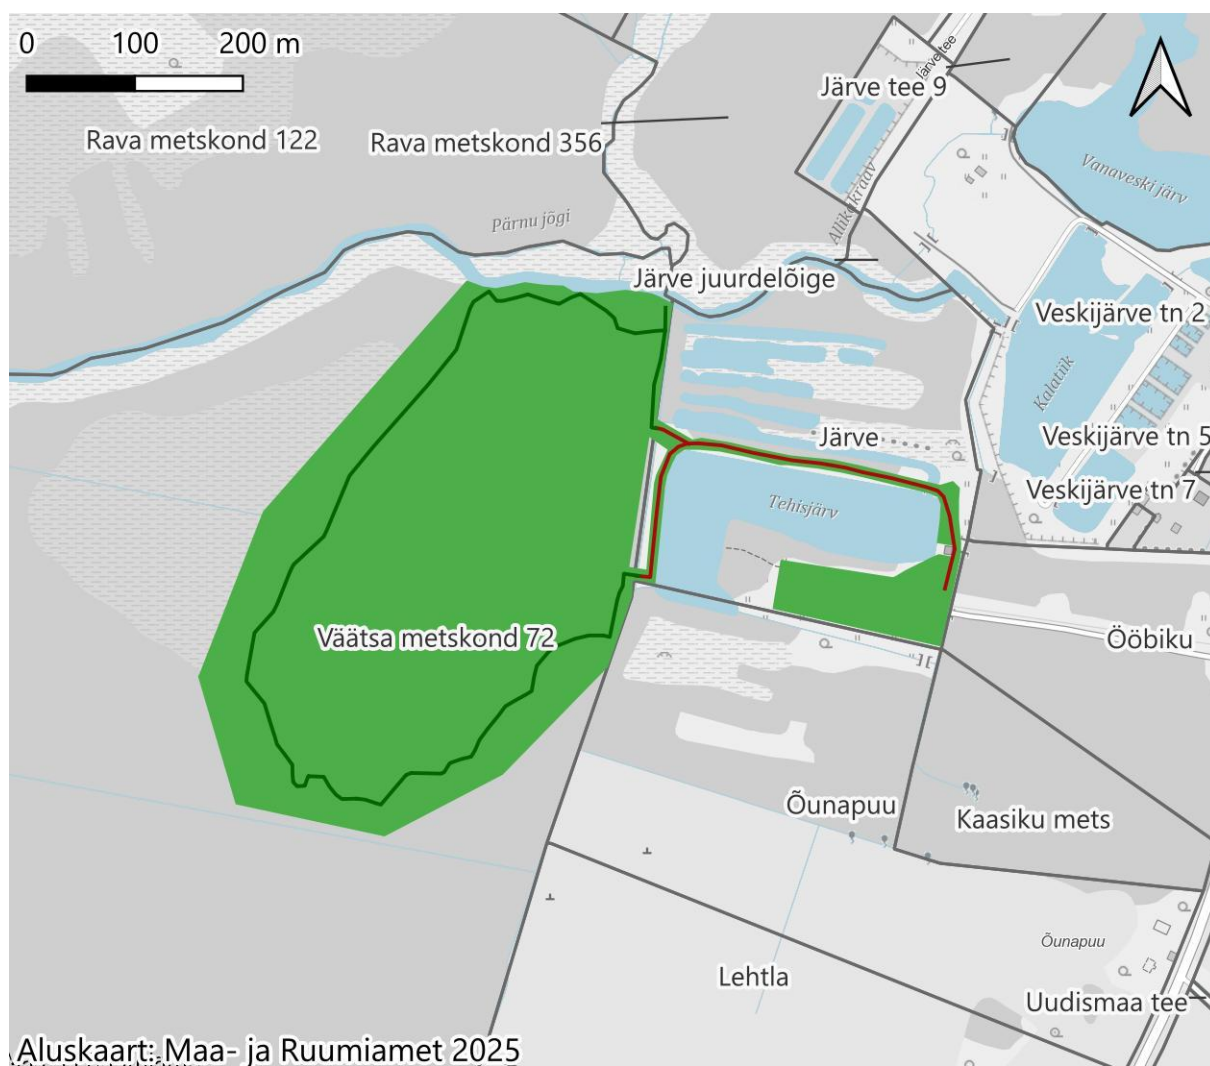 0 100 200 m
Järve tee
Järve tee 9
Rava metskond 122
Rava metskond 356
Vanaveski järv
Allikakraav
Pärnu jõgi
Järve juurdelõige
Veskijärve tn 2
Kalatiik
Järve
Veskijärve tn 5
Veskijärve tn 7
Tehisjärv
Väätsa metskond 72
Ööbiku
Õunapuu
Kaasiku mets
Õunapuu
Lehtla
Uudismaa tee
Aluskaart: Maa- ja Ruumiamet 2025